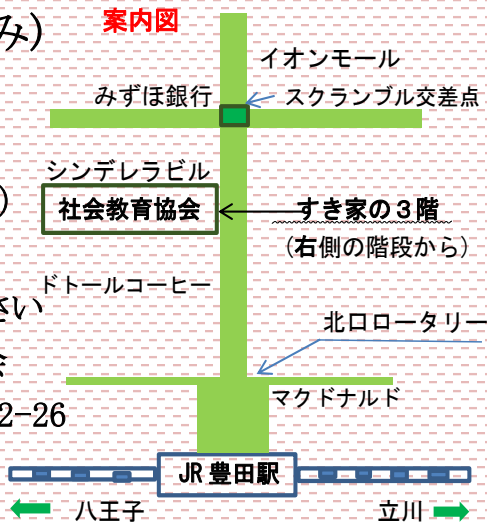 み)
案内図
イオンモール
みずほ銀行
スクランブル交差点
シンデレラビル
)
社会教育協会
すき家の３階
(右側の階段から)
ドトールコーヒー
さい
北口ロータリー
会
マクドナルド
2-26
JR 豊田駅
八王子
立川